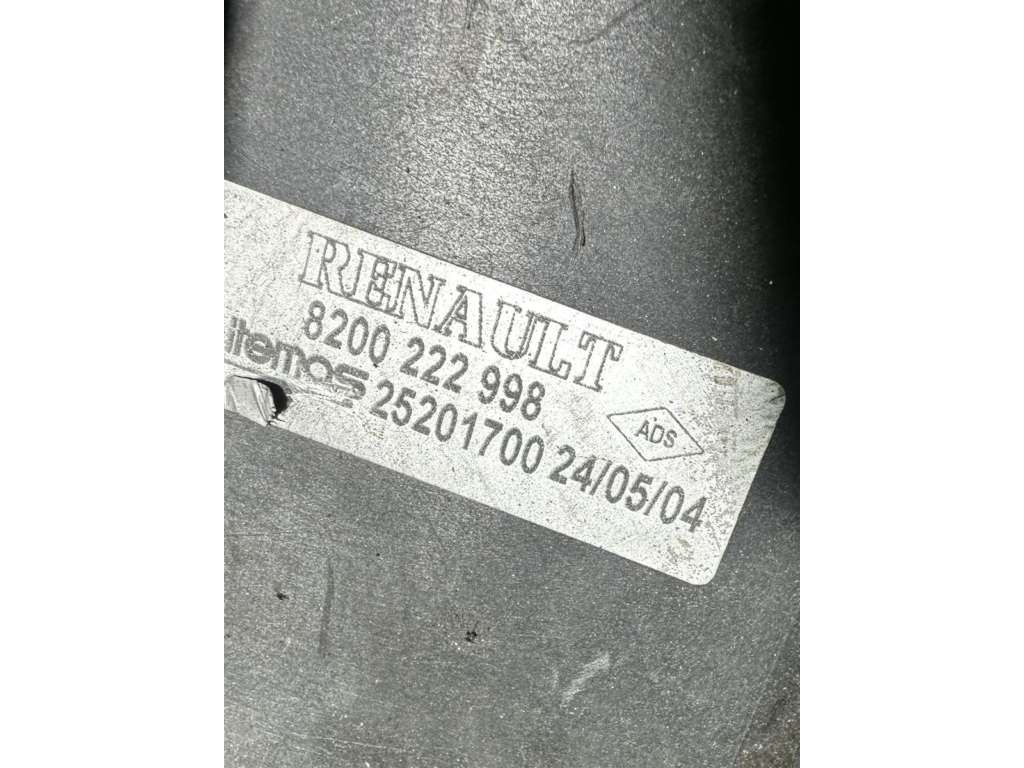 RENAULT
8200 222 998
itemas 25201700 24/05/04
ADS